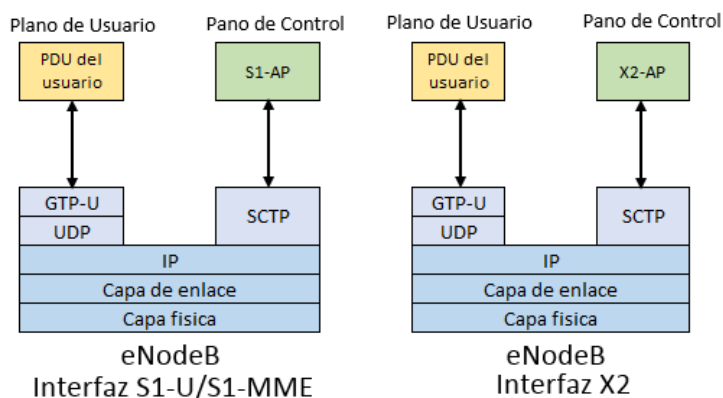 Plano de Usuario
Pano de Control
PDU del
usuario
S1-AP
GTP-U
UDP
SCTP
IP
Capa de enlace
Capa fisica
eNodeB
Interfaz S1-U/S1-MME
Plano de Usuario
Pano de Control
PDU del
usuario
X2-AP
GTP-U
UDP
SCTP
IP
Capa de enlace
Capa fisica
eNodeB
Interfaz X2